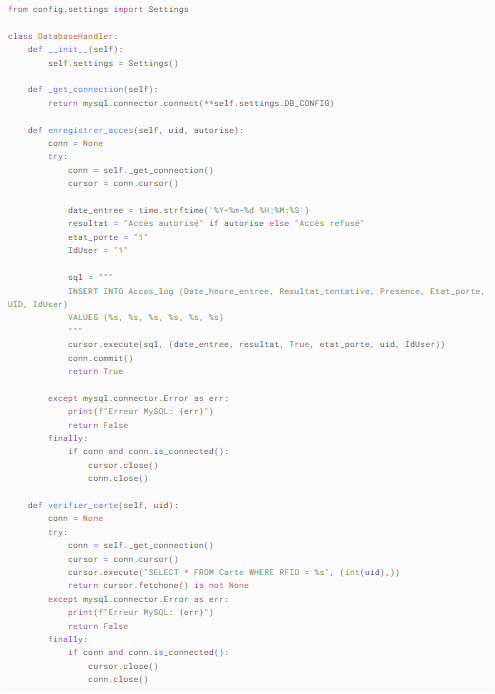 from config.settings import Settings
class DatabaseHandler:
    def __init__(self):
        self.settings = Settings()
    def _get_connection(self):
        return mysql.connector.connect(**self.settings.DB_CONFIG)
    def enregistrer_acces(self, uid, autorise):
        conn = None
        try:
            conn = self._get_connection()
            cursor = conn.cursor()
            date_entree = time.strftime('%Y-%m-%d %H:%M:%S')
            resultat = "Accès autorisé" if autorise else "Accès refusé"
            etat_porte = "1"
            IdUser = "1"
            sql = """
            INSERT INTO Acces_log (Date_heure_entree, Resultat_tentative, Presence, Etat_porte,
UID, IdUser)
            VALUES (%s, %s, %s, %s, %s, %s)
            """
            cursor.execute(sql, (date_entree, resultat, True, etat_porte, uid, IdUser))
            conn.commit()
            return True
        except mysql.connector.Error as err:
            print(f"Erreur MySQL: {err}")
            return False
        finally:
            if conn and conn.is_connected():
                cursor.close()
                conn.close()
    def verifier_carte(self, uid):
        conn = None
        try:
            conn = self._get_connection()
            cursor = conn.cursor()
            cursor.execute("SELECT * FROM Carte WHERE RFID = %s", (int(uid),))
            return cursor.fetchone() is not None
        except mysql.connector.Error as err:
            print(f"Erreur MySQL: {err}")
            return False
        finally:
            if conn and conn.is_connected():
                cursor.close()
                conn.close()